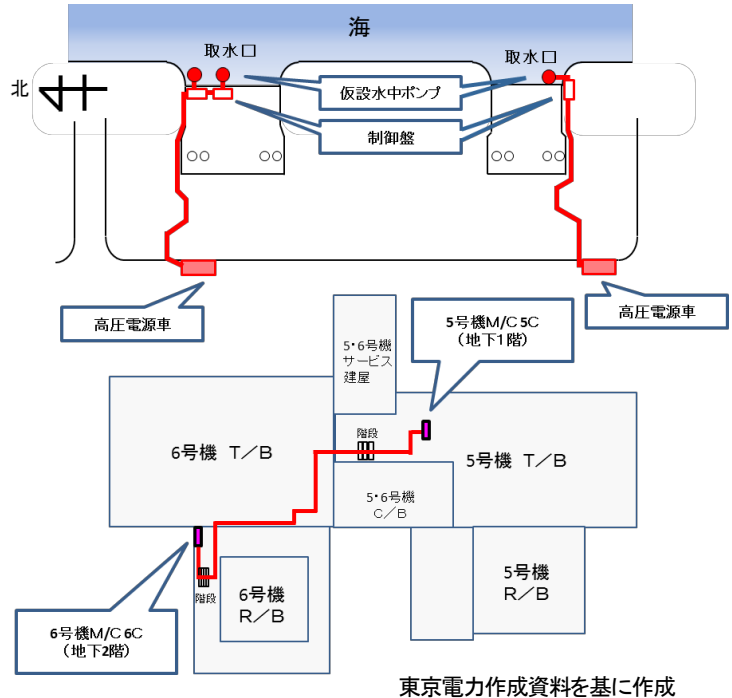 海
取水口
取水口
北
仮設水中ポンプ
制御盤
高圧電源車
高圧電源車
5号機M/C 5C
(地下1階)
5・6号機
サービス
建屋
階段
6号機 T/B
5号機 T/B
5・6号機
C/B
階段
6号機
R/B
5号機
R/B
6号機M/C 6C
(地下2階)
東京電力作成資料を基に作成